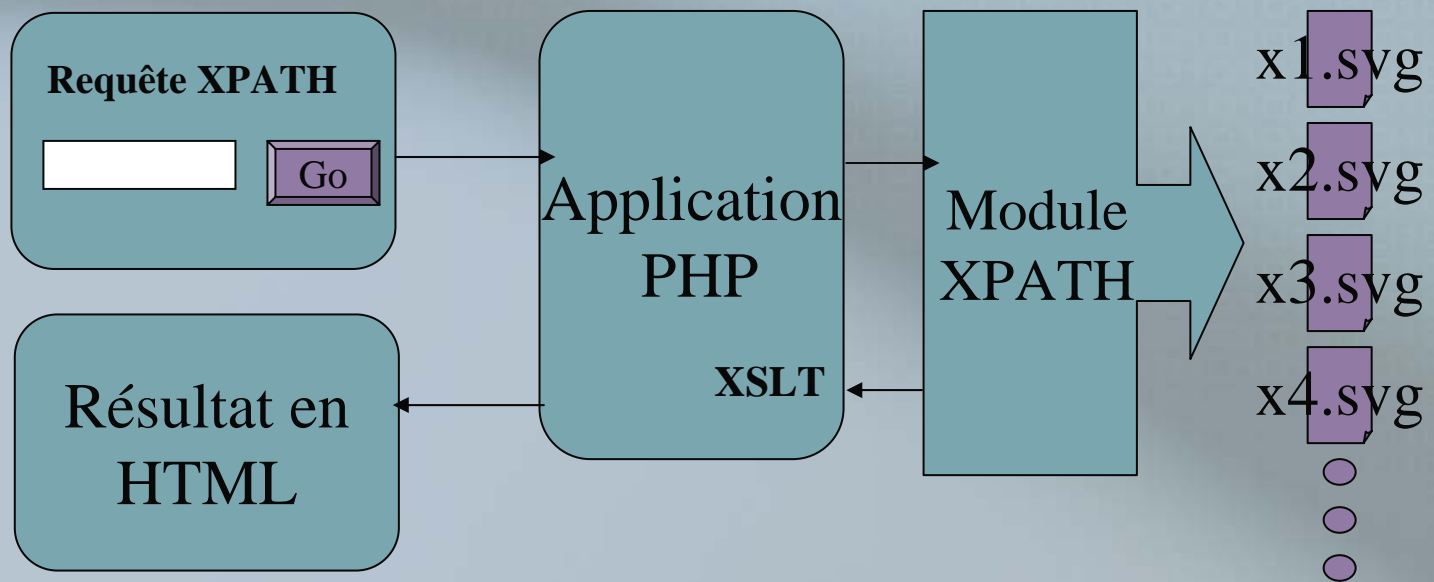 Requête XPATH
Go
Résultat en
HTML
Application
PHP
XSLT
Module
XPATH
x1.svg
x2.svg
x3.svg
x4.svg